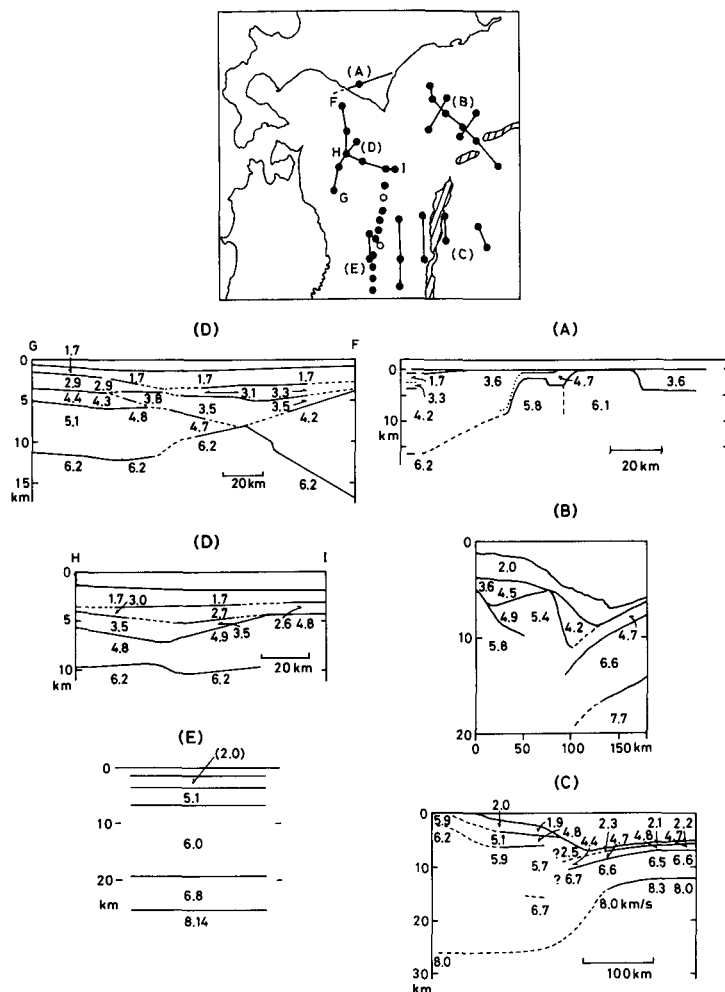 (A)
F
(B)
(D)
H
I
G
(E)
(C)
(D)
G F
1.7
0
1.7 1.7
2.9 2.9 3.1 3.3
5 4.4 4.3 3.8 3.5 3.5 4.2
5.1 4.8 4.7
10 6.2
6.2 6.2
15
km
20km
6.2
(A)
0
1.7 3.6 4.7 3.6
3.3
4.2 5.8 6.1
10
km
6.2
20 km
(D)
H I
0
1.7 3.0 1.7
5 2.7
3.5 3.5 2.6 4.8
4.8 4.9
10
km
6.2 6.2
20 km
(B)
0
2.0
3.6 4.5
4.9 5.4 4.2 4.7
10 5.8
6.6
7.7
20
0 50 100 150 km
(E)
(2.0)
0
5.1
10
6.0
20
km
6.8
8.14
(C)
2.0
0
5.9 1.9 2.3 2.1 2.2
6.2 5.1 4.8 4.4 4.7 4.8 4.7
5.9 5.7 ? 2.5 6.5 6.6
10 ? 6.7 6.6
6.7 8.3 8.0
8.0 km/s
20
8.0
100 km
30
km